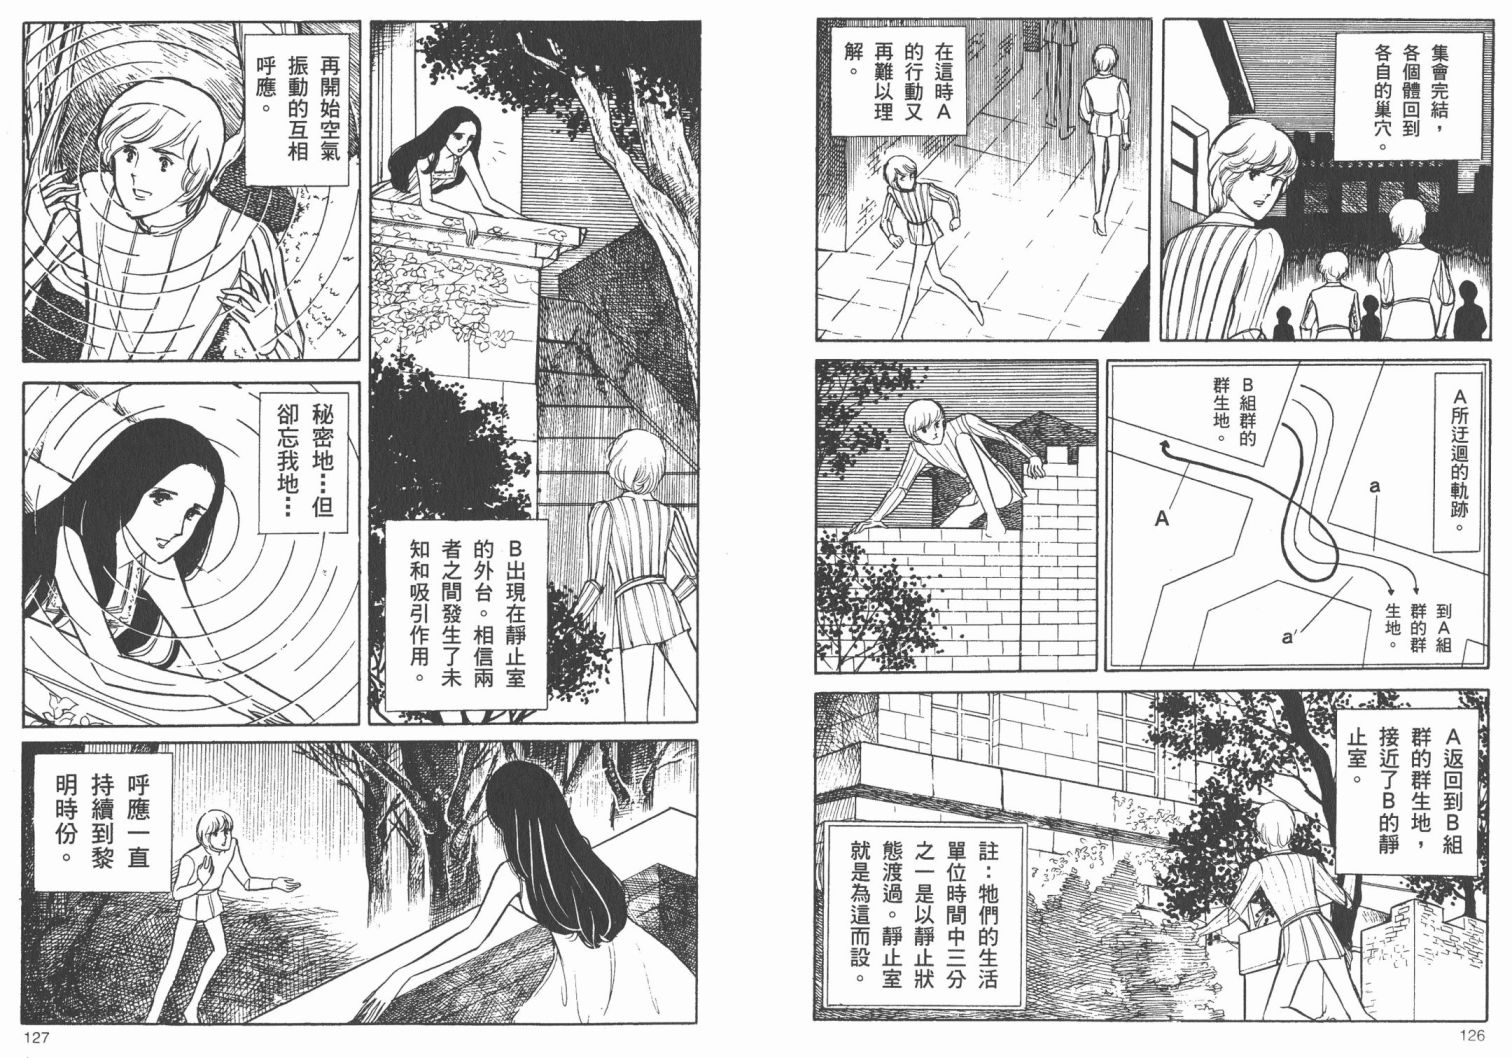 集會完結，
各個體回到
各自的巢穴。
在這時A
的行動又
再難以理
解。
A所迂迴的軌跡。
B組群的
群生地。
a
A
a'
到A組
群的群
生地。
A返回到B組
群的群生地，
接近了B的靜
止室。
註：牠們的生活
單位時間中三分
之一是以靜止狀
態渡過。靜止室
就是為這而設。
126
B出現在靜止室
的外台。相信兩
者之間發生了未
知和吸引作用。
再開始空氣
振動的互相
呼應。
秘密地…但
卻忘我地…
呼應一直
持續到黎
明時份。
127